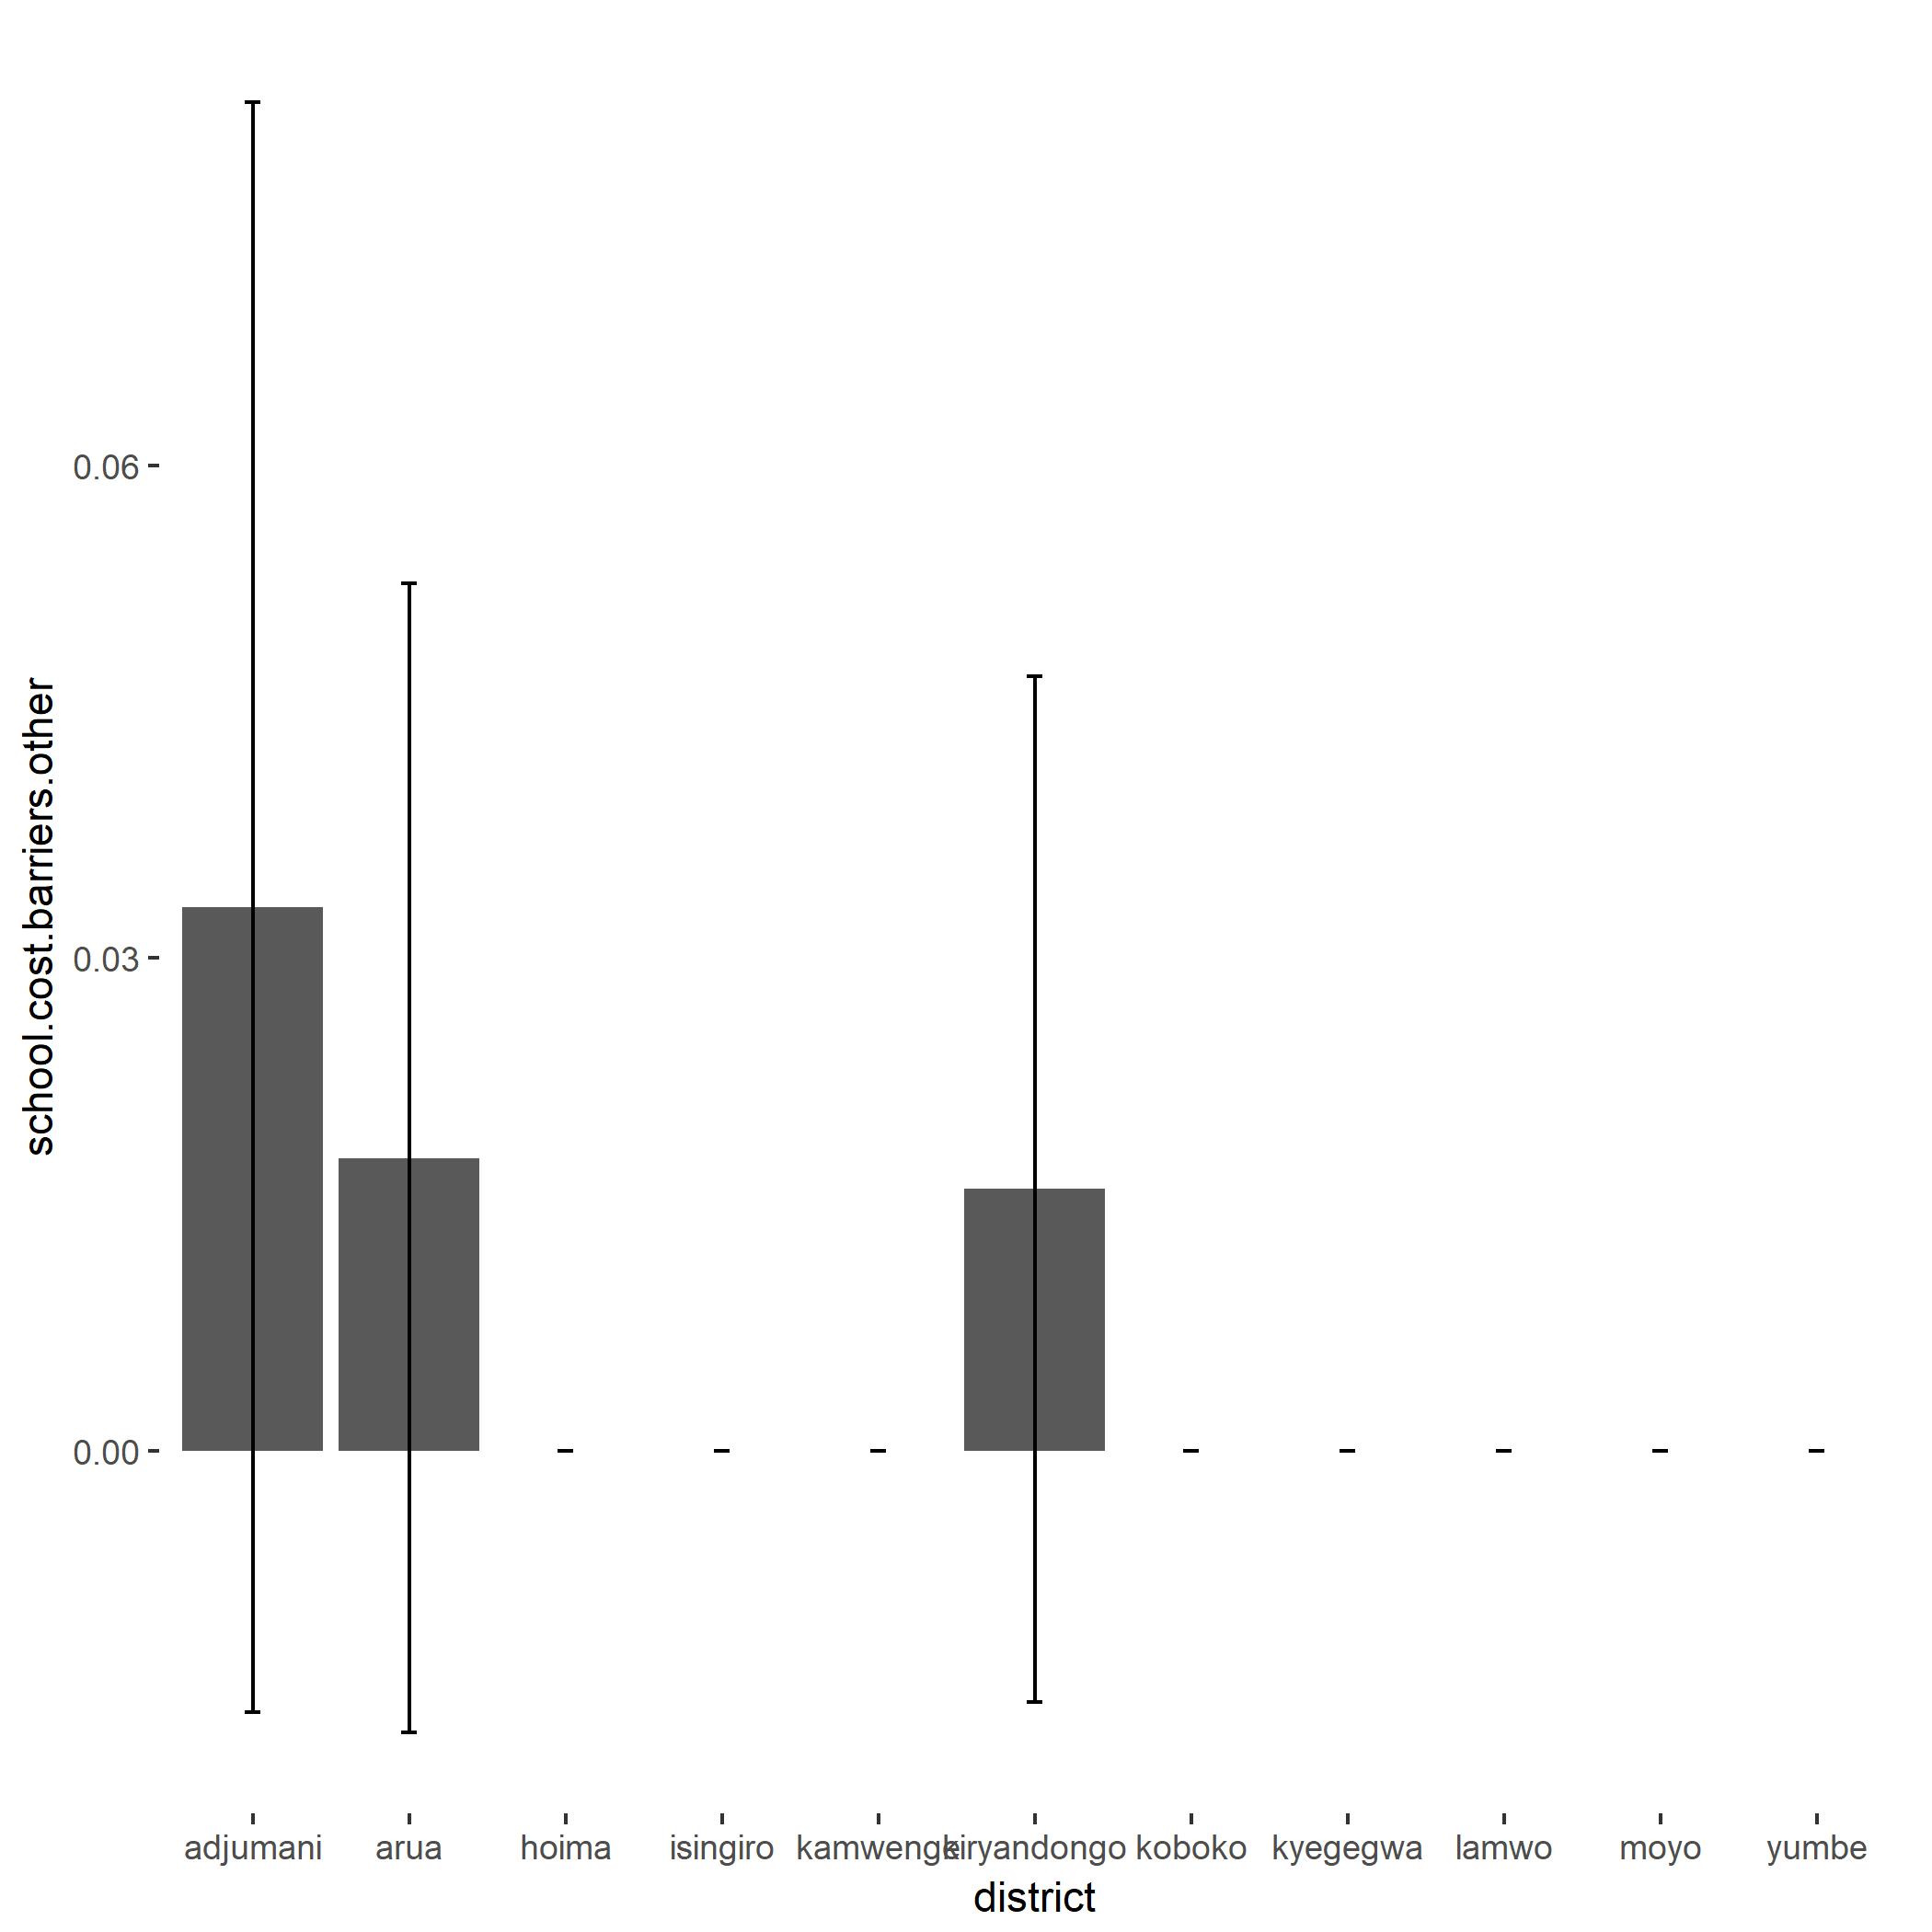 school.cost.barriers.other
0.06
0.03
0.00
adjumani arua hoima isingiro kamwenge kiryandongo koboko kyegegwa lamwo moyo yumbe
district